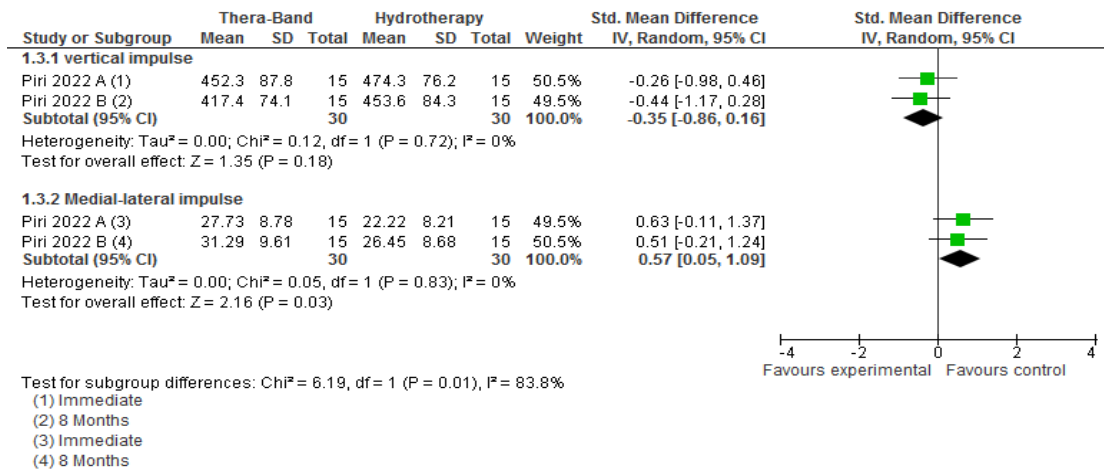 Thera-Band Hydrotherapy Std. Mean Difference Std. Mean Difference
Study or Subgroup Mean SD Total Mean SD Total Weight IV, Random, 95% CI IV, Random, 95% CI
1.3.1 vertical impulse
Piri 2022 A (1) 452.3 87.8 15 474.3 76.2 15 50.5% -0.26 [-0.98, 0.46]
Piri 2022 B (2) 417.4 74.1 15 453.6 84.3 15 49.5% -0.44 [-1.17, 0.28]
Subtotal (95% CI) 30 30 100.0% -0.35 [-0.86, 0.16]
Heterogeneity: Tau² = 0.00; Chi² = 0.12, df = 1 (P = 0.72); I² = 0%
Test for overall effect: Z = 1.35 (P = 0.18)
1.3.2 Medial-lateral impulse
Piri 2022 A (3) 27.73 8.78 15 22.22 8.21 15 49.5% 0.63 [-0.11, 1.37]
Piri 2022 B (4) 31.29 9.61 15 26.45 8.68 15 50.5% 0.51 [-0.21, 1.24]
Subtotal (95% CI) 30 30 100.0% 0.57 [0.05, 1.09]
Heterogeneity: Tau² = 0.00; Chi² = 0.05, df = 1 (P = 0.83); I² = 0%
Test for overall effect: Z = 2.16 (P = 0.03)
-4 -2 0 2 4
Favours experimental Favours control
Test for subgroup differences: Chi² = 6.19, df = 1 (P = 0.01), I² = 83.8%
(1) Immediate
(2) 8 Months
(3) Immediate
(4) 8 Months